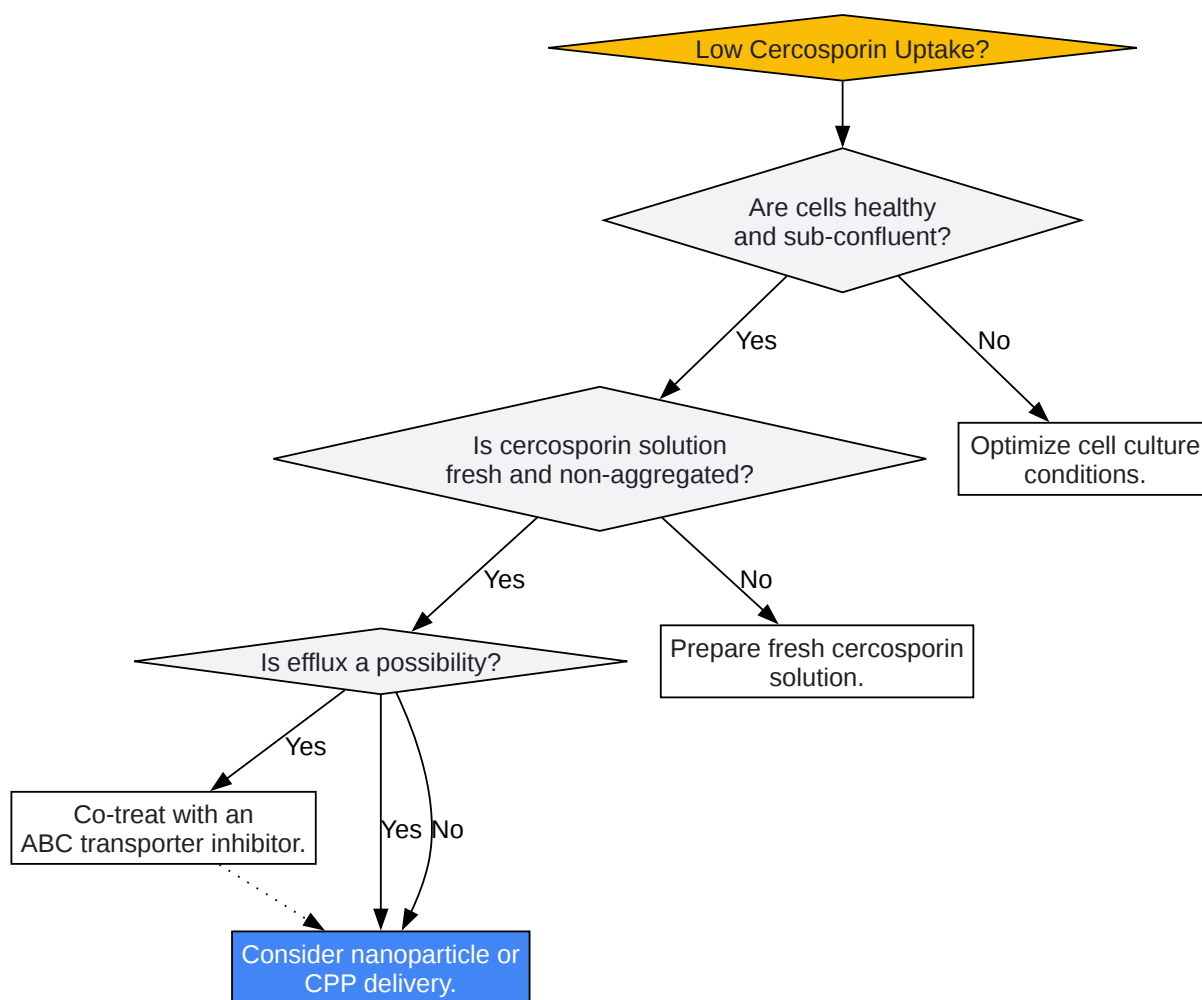 Low Cercosporin Uptake?
Are cells healthy
and sub-confluent?
Yes
No
Is cercosporin solution
fresh and non-aggregated?
Optimize cell culture
conditions.
Yes
No
Is efflux a possibility?
Prepare fresh cercosporin
solution.
Yes
Co-treat with an
ABC transporter inhibitor.
Yes
No
Consider nanoparticle or
CPP delivery.